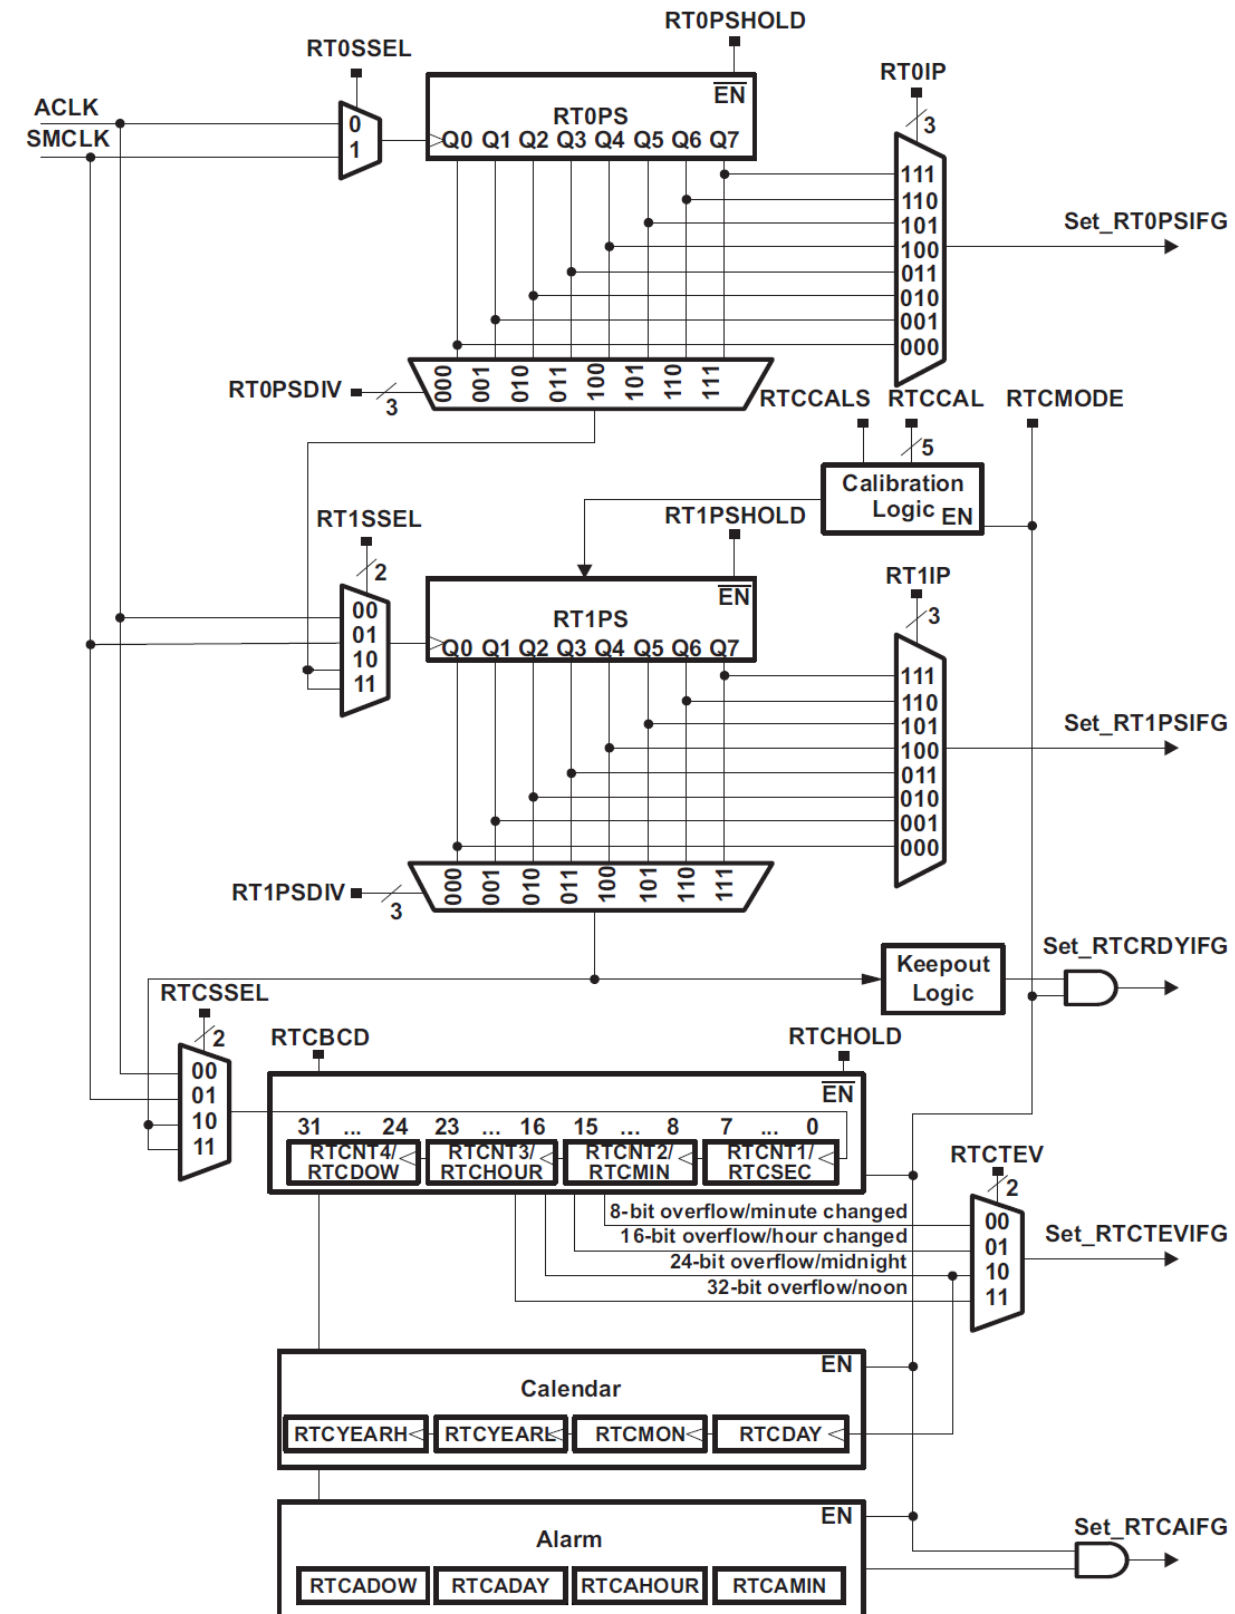 RT0PSHOLD
RT0SSEL
RT0IP
ACLK
SMCLK
0
1
EN
RT0PS
Q0 Q1 Q2 Q3 Q4 Q5 Q6 Q7
3
111
110
101
100
011
010
001
000
Set_RT0PSIFG
RT0PSDIV
3
000 001 010 011 100 101 110 111
RTCCALS RTCCAL RTCMODE
5
Calibration
Logic EN
RT1SSEL
2
RT1PSHOLD
RT1IP
3
00
01
10
11
EN
RT1PS
Q0 Q1 Q2 Q3 Q4 Q5 Q6 Q7
111
110
101
100
011
010
001
000
Set_RT1PSIFG
RT1PSDIV
3
000 001 010 011 100 101 110 111
Keepout
Logic
Set_RTCRDYIFG
RTCSSEL
2
RTCBCD
RTCHOLD
00
01
10
11
EN
31 ... 24 23 ... 16 15 ... 8 7 ... 0
RTCNT4/ RTCNT3/ RTCNT2/ RTCNT1/
RTCDOW RTCHOUR RTCMIN RTCSEC
RTCTEV
2
8-bit overflow/minute changed
16-bit overflow/hour changed
24-bit overflow/midnight
32-bit overflow/noon
00
01
10
11
Set_RTCTEVIFG
EN
Calendar
RTCYEARH RTCYEARL RTCMON RTCDAY
EN
Alarm
RTCADOW RTCADAY RTCAHOUR RTCAMIN
Set_RTCAIFG